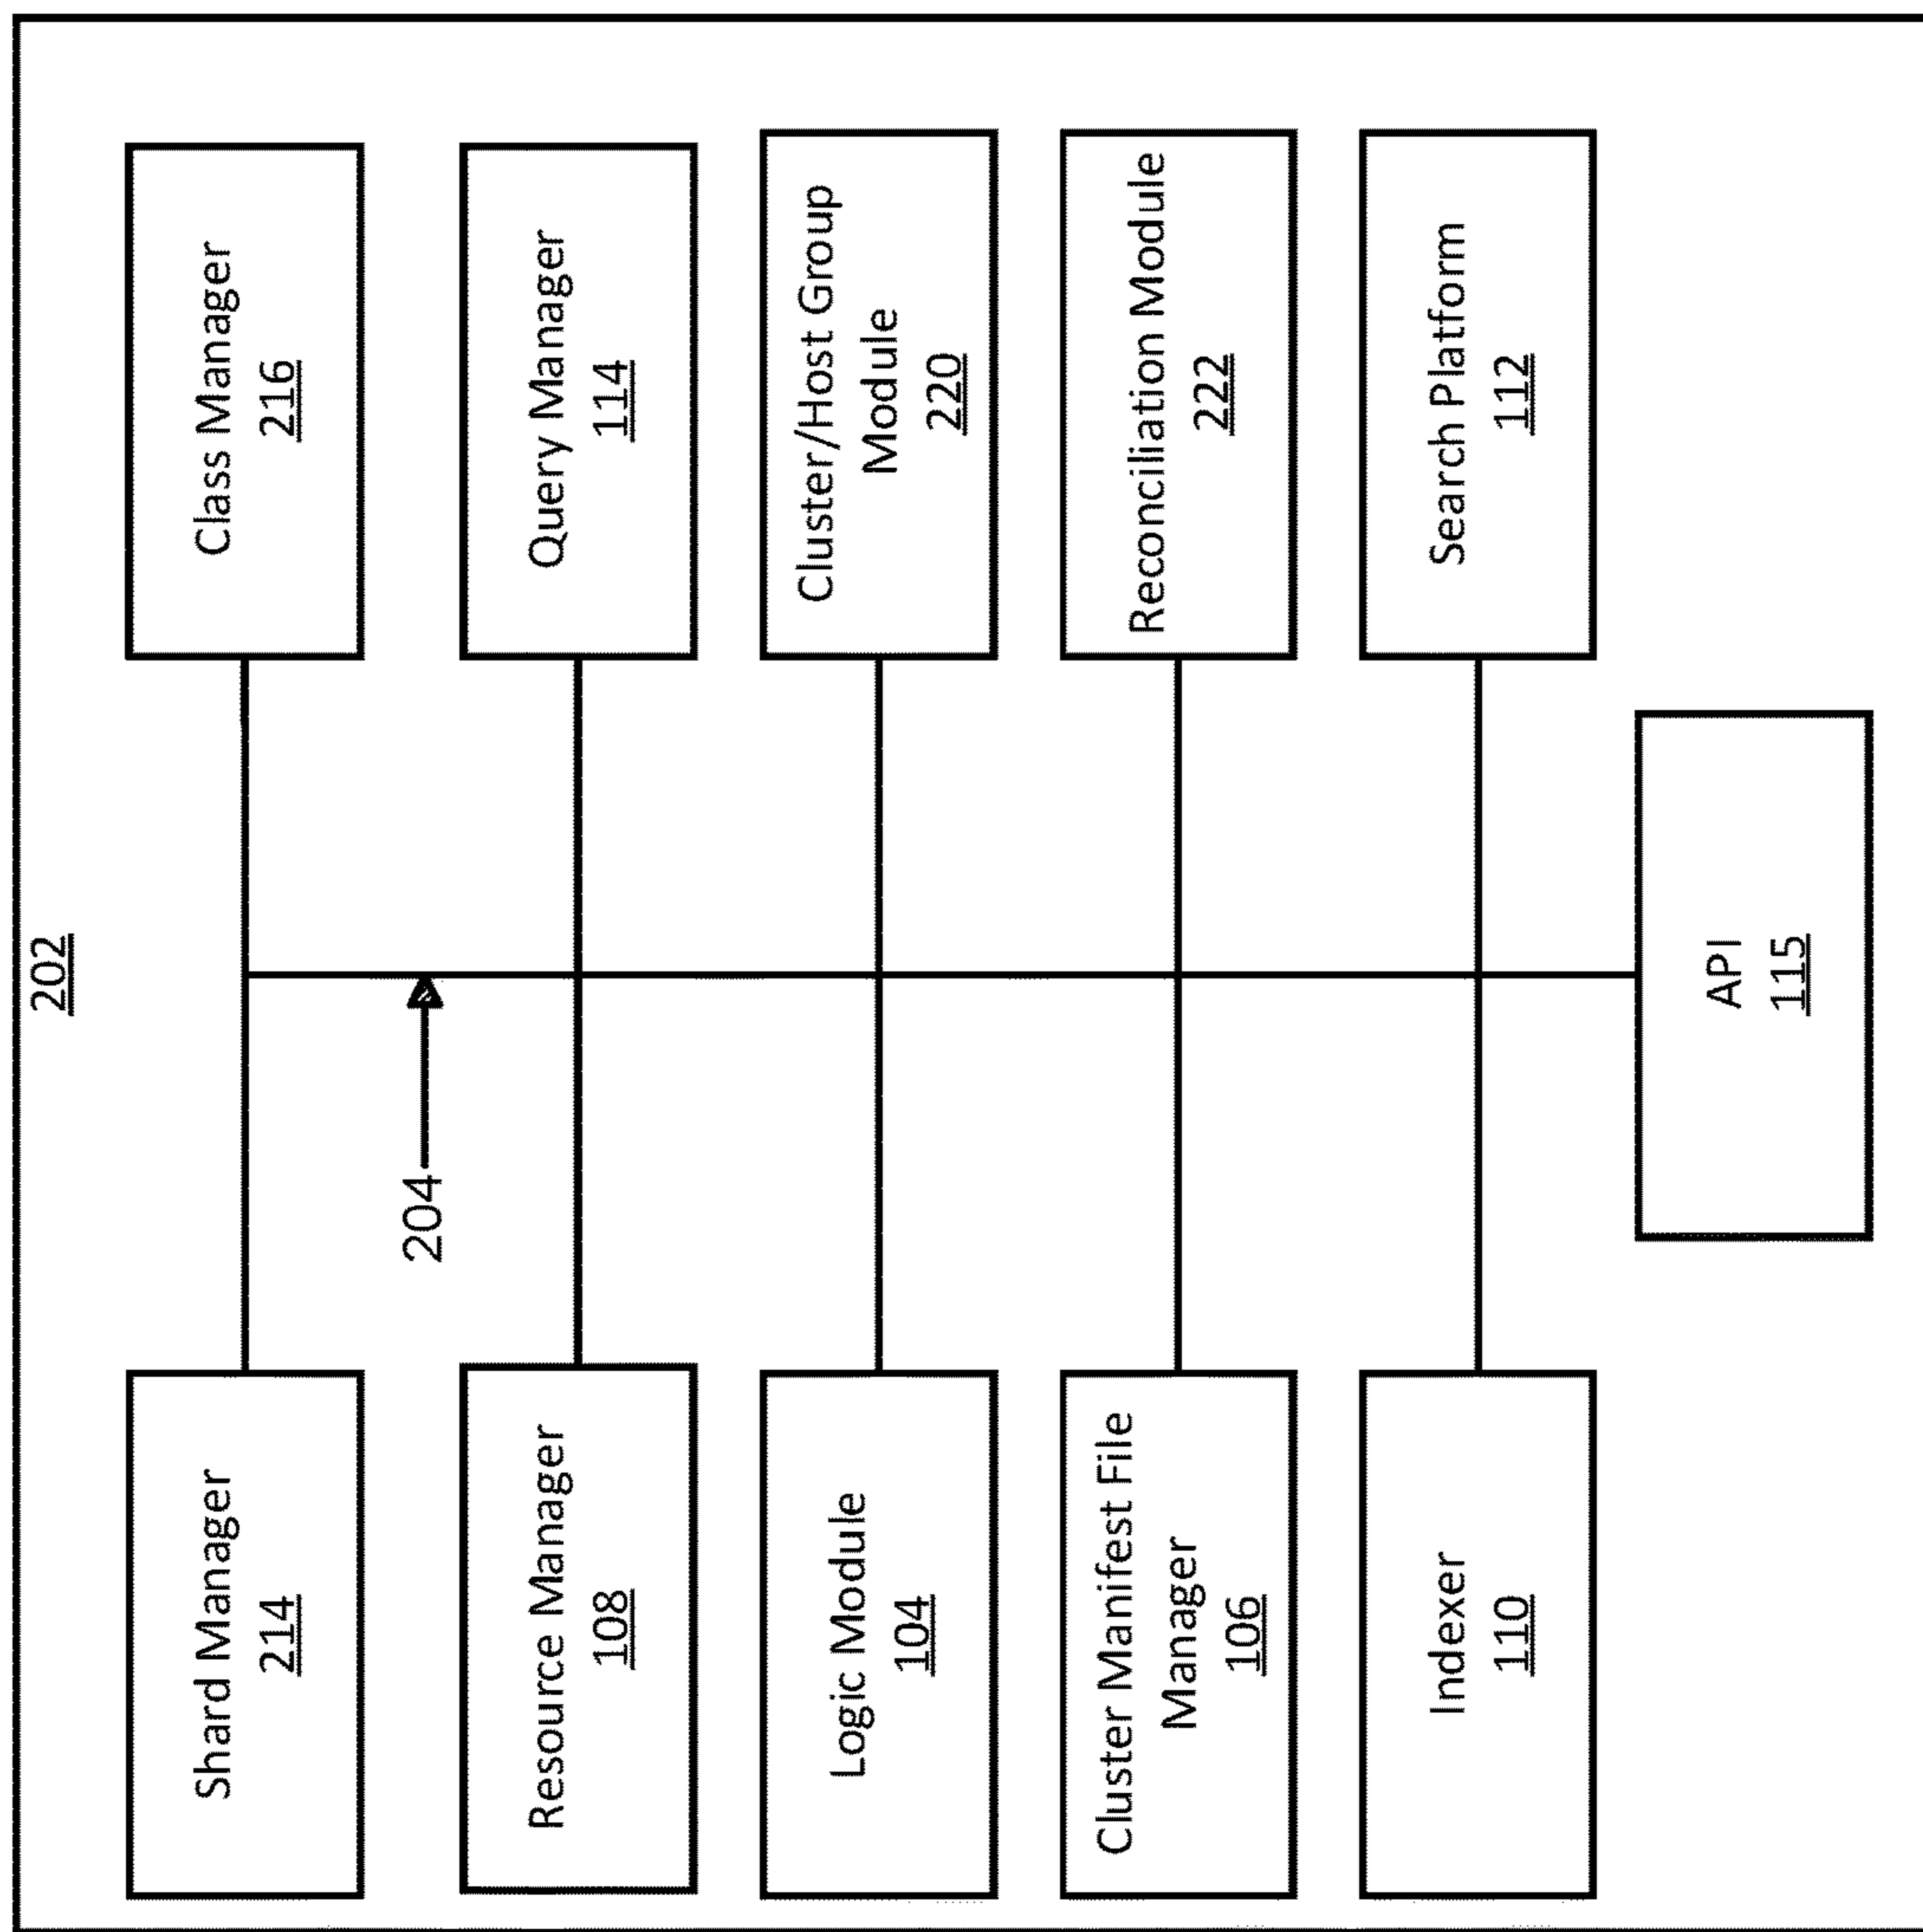 202
Shard Manager
214
Class Manager
216
204
Resource Manager
108
Query Manager
114
Logic Module
104
Cluster/Host Group
Module
220
Cluster Manifest File
Manager
106
Reconciliation Module
222
Indexer
110
Search Platform
112
API
115